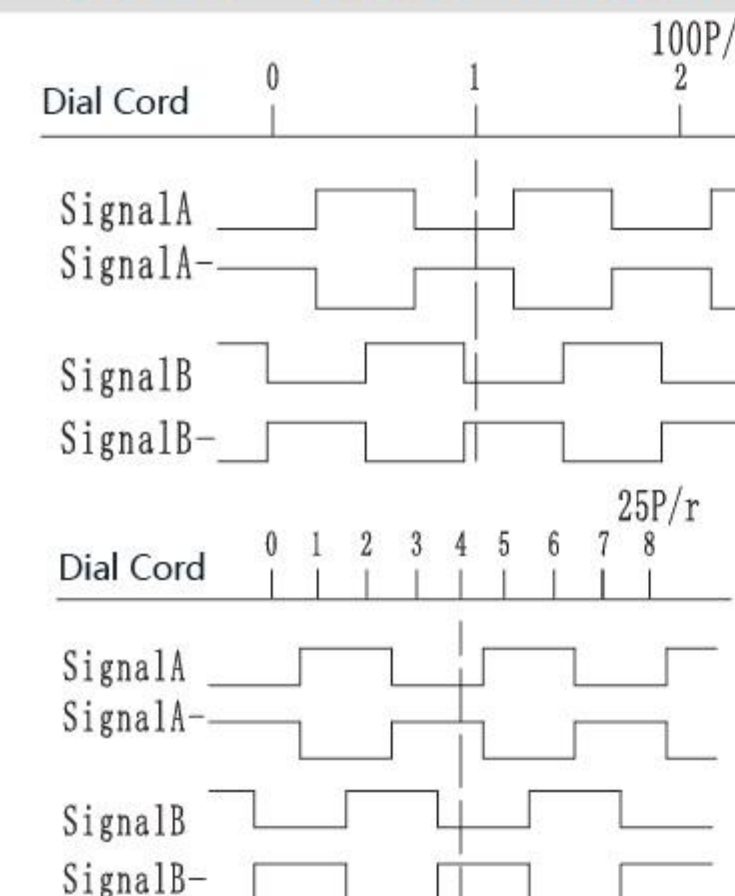 100P/
0 1 2
Dial Cord
SignalA
SignalA-
SignalB
SignalB-
25P/r
0 1 2 3 4 5 6 7 8
Dial Cord
SignalA
SignalA-
SignalB
SignalB-